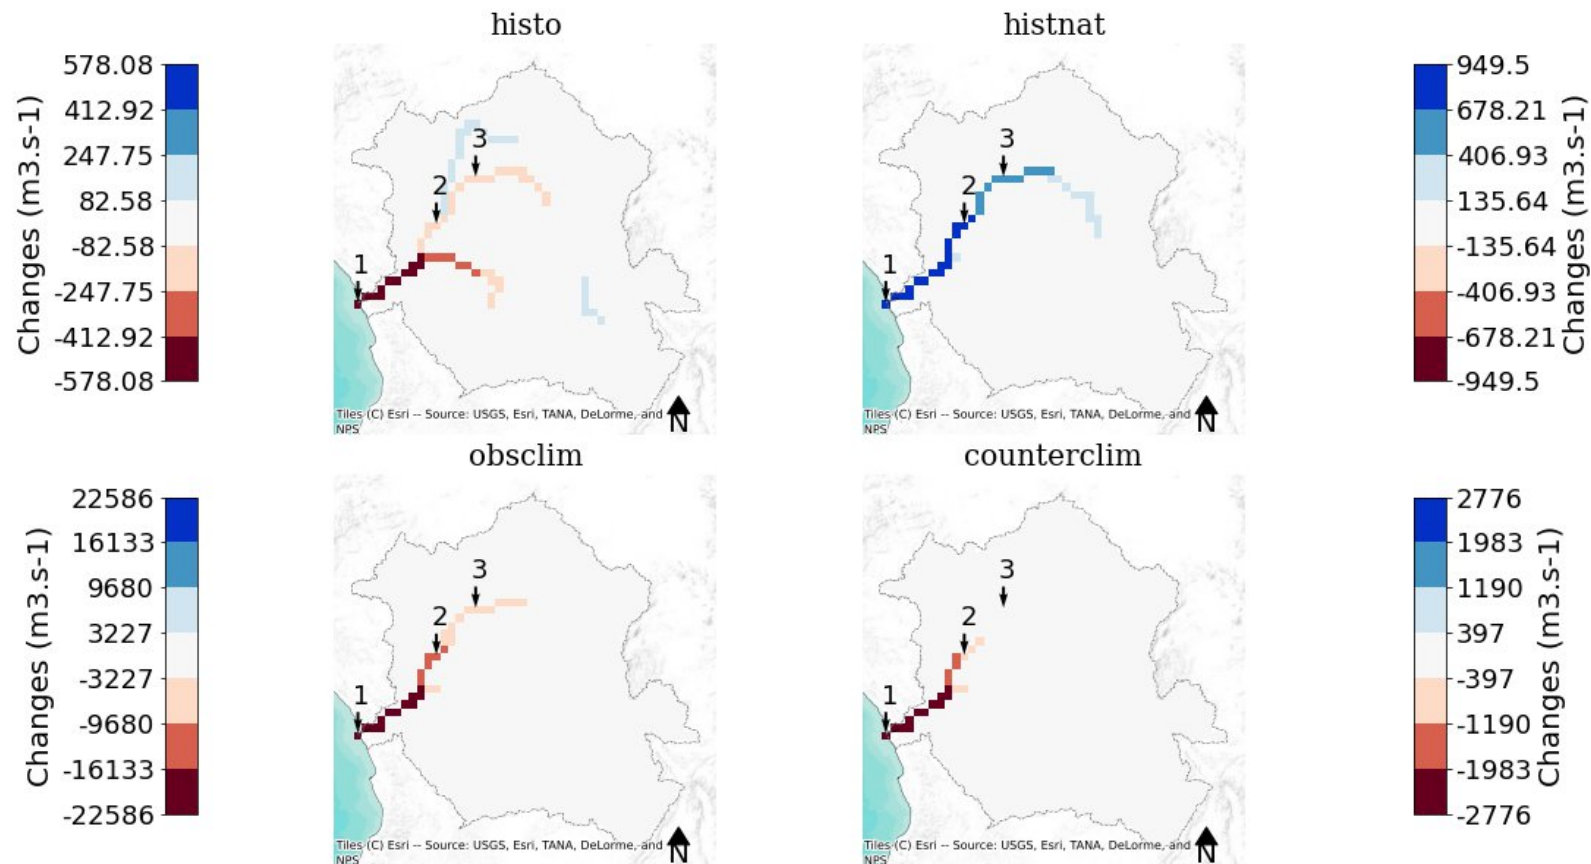 histo
histnat
578.08
412.92
247.75
82.58
-82.58
-247.75
-412.92
-578.08
Changes (m3.s-1)
3
2
1
N
Tiles (C) Esri -- Source: USGS, Esri, TANA, DeLorme, and
NPS
3
2
1
N
Tiles (C) Esri -- Source: USGS, Esri, TANA, DeLorme, and
NPS
949.5
678.21
406.93
135.64
-135.64
-406.93
-678.21
-949.5
Changes (m3.s-1)
obsclim
counterclim
22586
16133
9680
3227
-3227
-9680
-16133
-22586
Changes (m3.s-1)
3
2
1
N
Tiles (C) Esri -- Source: USGS, Esri, TANA, DeLorme, and
NPS
3
2
1
N
Tiles (C) Esri -- Source: USGS, Esri, TANA, DeLorme, and
NPS
2776
1983
1190
397
-397
-1190
-1983
-2776
Changes (m3.s-1)